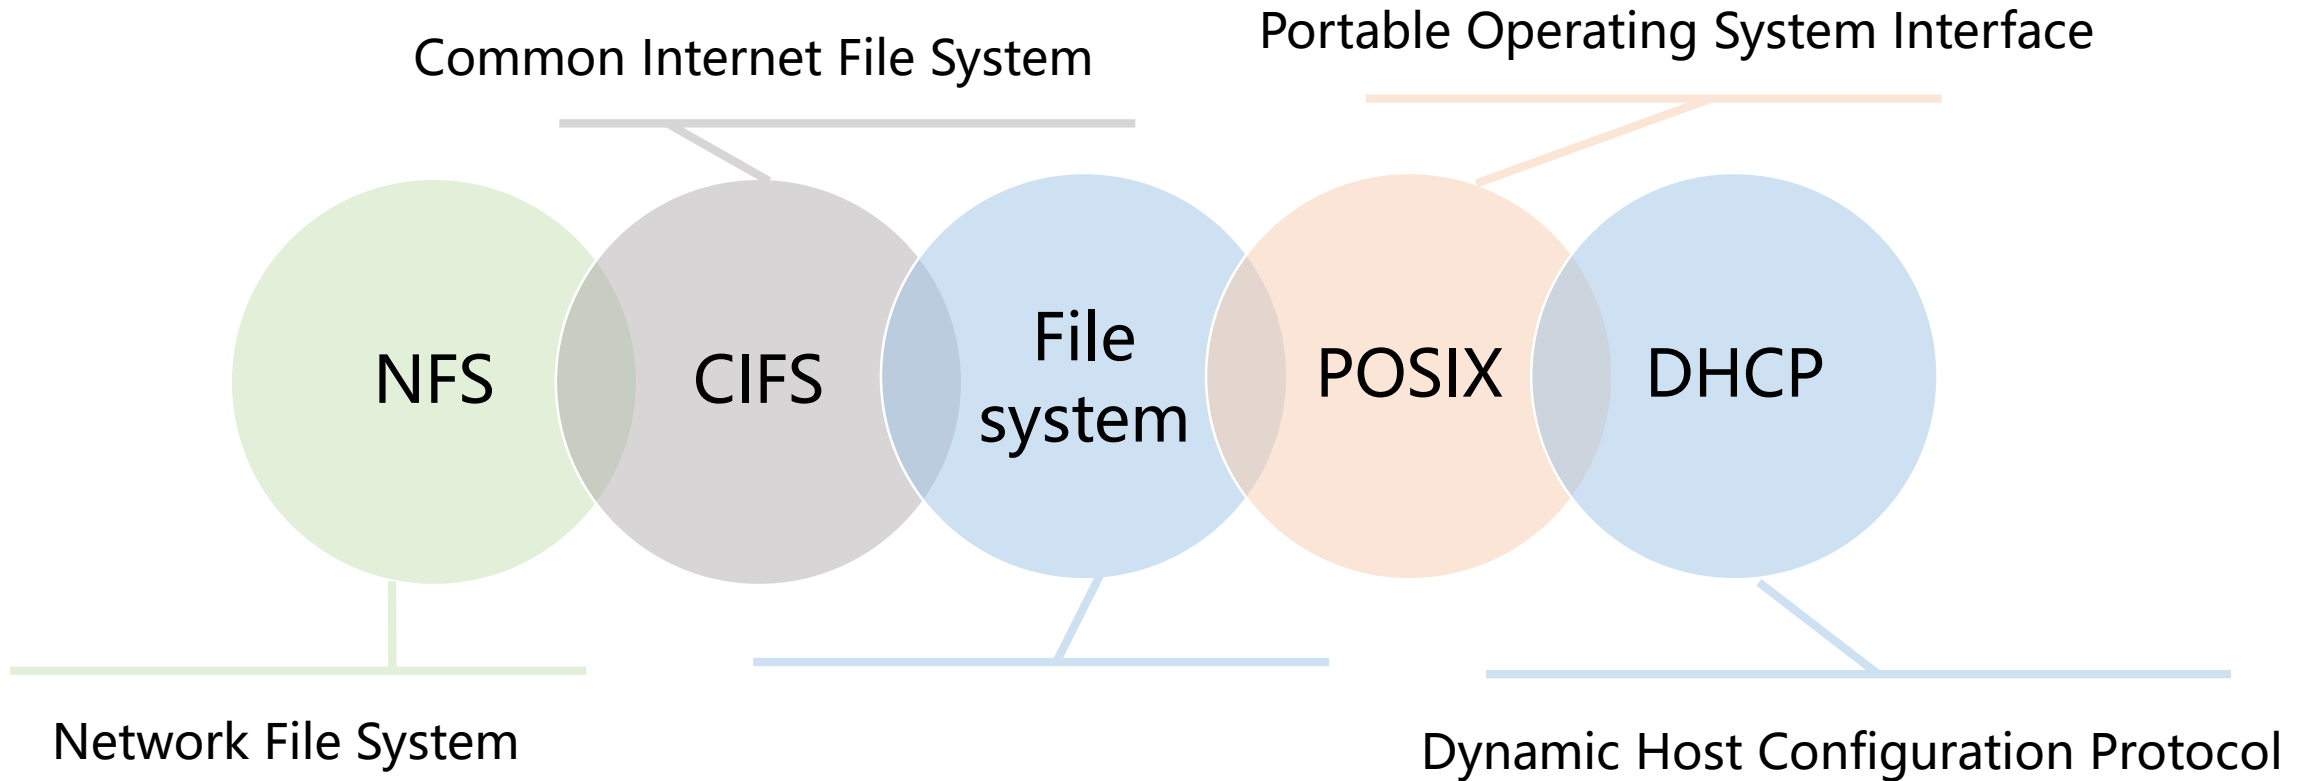 Portable Operating System Interface
Common Internet File System
NFS
CIFS
File
system
POSIX
DHCP
Network File System
Dynamic Host Configuration Protocol